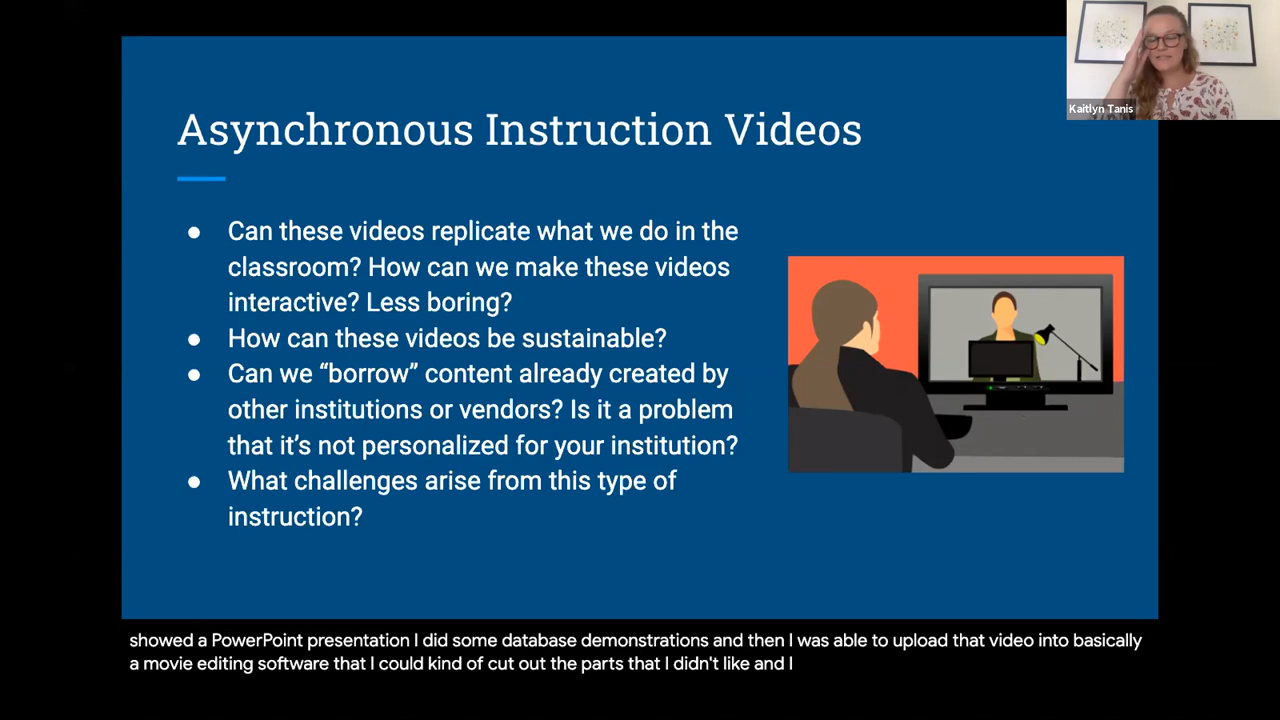 Kaitlyn Tanis
Asynchronous Instruction Videos
● Can these videos replicate what we do in the
classroom? How can we make these videos
interactive? Less boring?
● How can these videos be sustainable?
● Can we “borrow” content already created by
other institutions or vendors? Is it a problem
that it’s not personalized for your institution?
● What challenges arise from this type of
instruction?
showed a PowerPoint presentation I did some database demonstrations and then I was able to upload that video into basically
a movie editing software that I could kind of cut out the parts that I didn't like and I